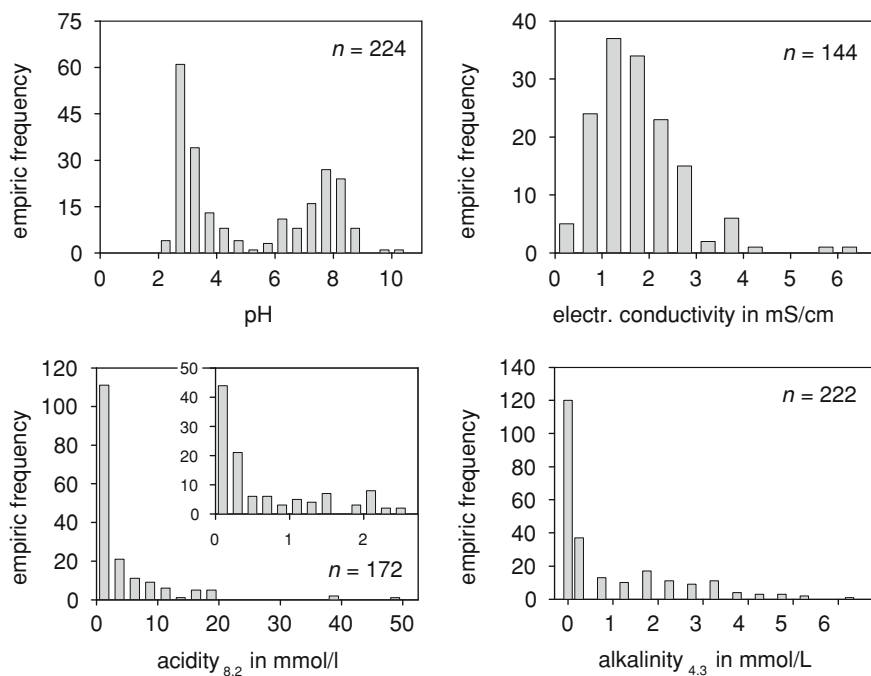 75
60
45
30
15
0
0 2 4 6 8 10
empiric frequency
pH
n = 224
40
30
20
10
0
0 1 2 3 4 5 6
empiric frequency
electr. conductivity in mS/cm
n = 144
120
100
80
60
40
20
0
0 10 20 30 40 50
empiric frequency
acidity 8.2 in mmol/l
50
40
30
20
10
0
0 1 2
n = 172
140
120
100
80
60
40
20
0
0 1 2 3 4 5 6
empiric frequency
alkalinity 4.3 in mmol/L
n = 222